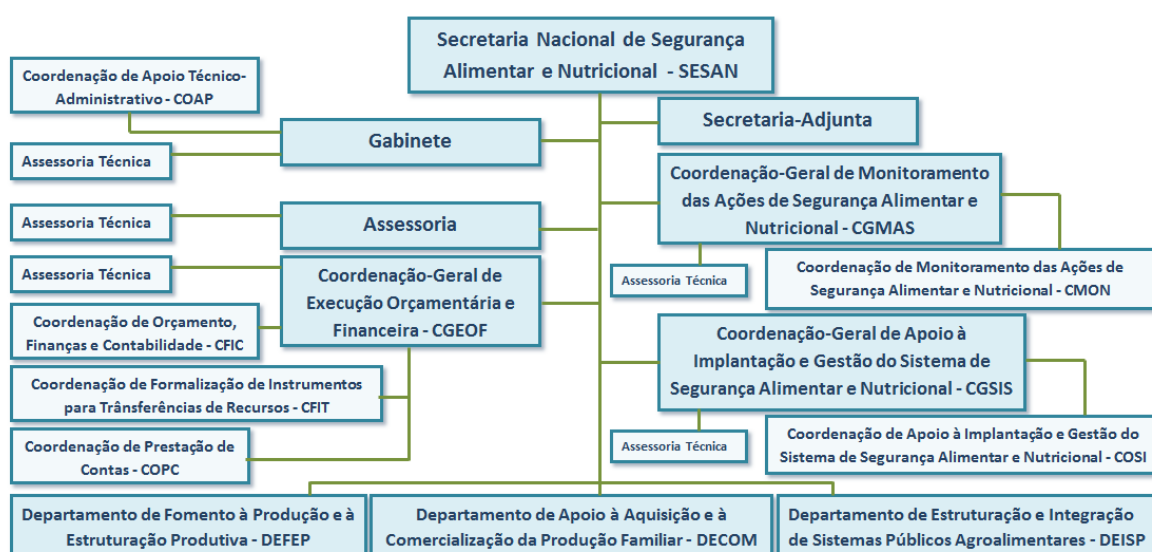 Secretaria Nacional de Segurança
Alimentar e Nutricional - SESAN
Coordenação de Apoio Técnico-
Administrativo - COAP
Secretaria-Adjunta
Gabinete
Assessoria Técnica
Coordenação-Geral de Monitoramento
das Ações de Segurança Alimentar e
Nutricional - CGMAS
Assessoria Técnica
Assessoria
Assessoria Técnica
Coordenação-Geral de
Execução Orçamentária e
Financeira - CGEOF
Assessoria Técnica
Coordenação de Monitoramento das Ações de
Segurança Alimentar e Nutricional - CMON
Coordenação de Orçamento,
Finanças e Contabilidade - CFIC
Coordenação-Geral de Apoio à
Implantação e Gestão do Sistema de
Segurança Alimentar e Nutricional - CGSIS
Coordenação de Formalização de Instrumentos
para Trânsferências de Recursos - CFIT
Coordenação de Prestação de
Contas - COPC
Assessoria Técnica
Coordenação de Apoio à Implantação e Gestão do
Sistema de Segurança Alimentar e Nutricional - COSI
Departamento de Fomento à Produção e à
Estruturação Produtiva - DEFEP
Departamento de Apoio à Aquisição e à
Comercialização da Produção Familiar - DECOM
Departamento de Estruturação e Integração
de Sistemas Públicos Agroalimentares - DEISP